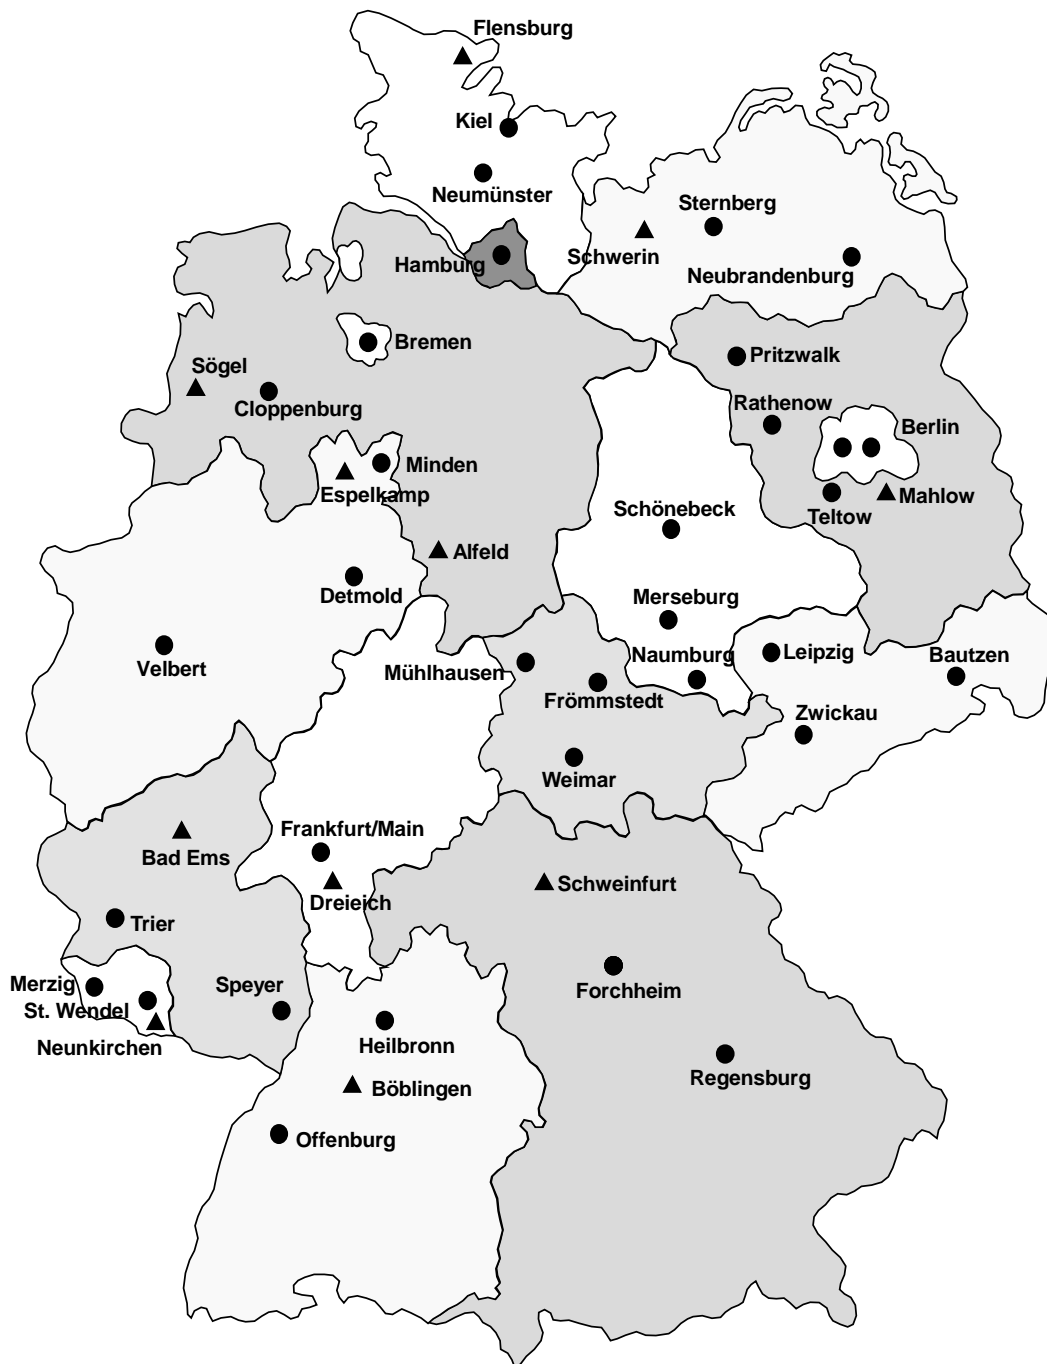 Flensburg
Kiel
Neumünster
Sternberg
Schwerin
Hamburg
Neubrandenburg
Bremen
Pritzwalk
Sögel
Cloppenburg
Rathenow
Berlin
Minden
Espelkamp
Mahlow
Schönebeck
Teltow
Alfeld
Detmold
Merseburg
Velbert
Mühlhausen
Naumburg
Leipzig
Bautzen
Frömmstedt
Zwickau
Weimar
Frankfurt/Main
Bad Ems
Dreieich
Schweinfurt
Trier
Merzig
Speyer
Forchheim
St. Wendel
Neunkirchen
Heilbronn
Regensburg
Böblingen
Offenburg